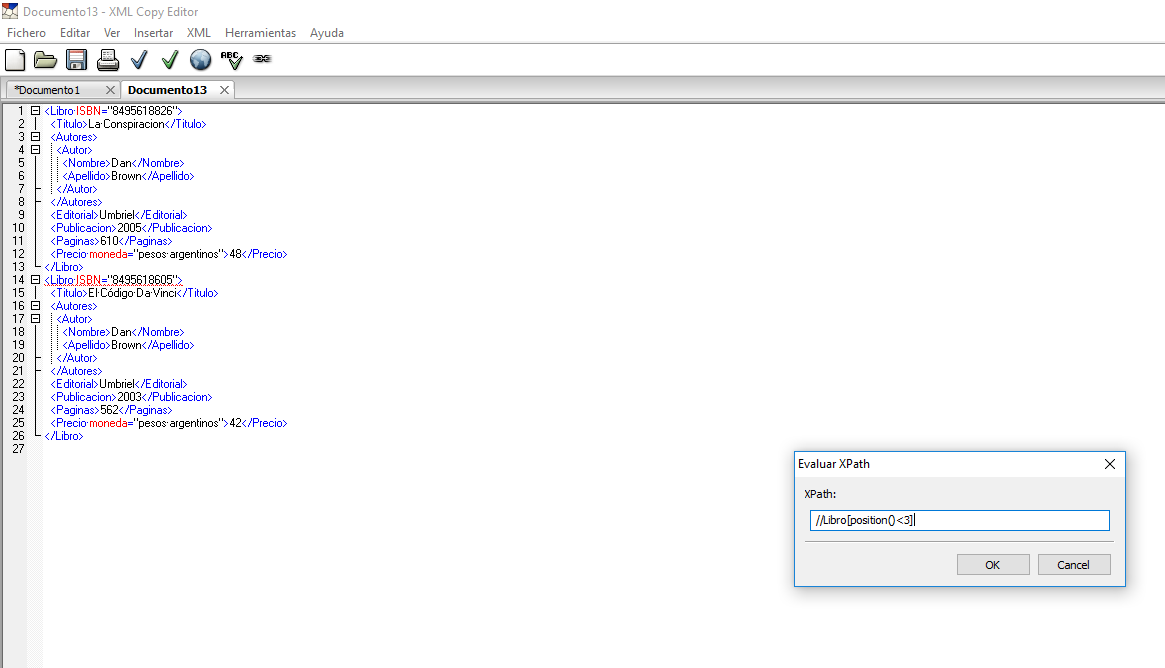 Documento13 - XML Copy Editor
Fichero Editar Ver Insertar XML Herramientas Ayuda
ABC
*Documento1 Documento13
1 <Libro ISBN="8495618826">
2 <Titulo>La Conspiracion</Titulo>
3 <Autores>
4 <Autor>
5 <Nombre>Dan</Nombre>
6 <Apellido>Brown</Apellido>
7 </Autor>
8 </Autores>
9 <Editorial>Umbriel</Editorial>
10 <Publicacion>2005</Publicacion>
11 <Paginas>610</Paginas>
12 <Precio moneda="pesos argentinos">48</Precio>
13 </Libro>
14 <Libro ISBN="8495618605">
15 <Titulo>El Código Da Vinci</Titulo>
16 <Autores>
17 <Autor>
18 <Nombre>Dan</Nombre>
19 <Apellido>Brown</Apellido>
20 </Autor>
21 </Autores>
22 <Editorial>Umbriel</Editorial>
23 <Publicacion>2003</Publicacion>
24 <Paginas>562</Paginas>
25 <Precio moneda="pesos argentinos">42</Precio>
26 </Libro>
27
Evaluar XPath
XPath:
//Libro[position()<3]
OK Cancel